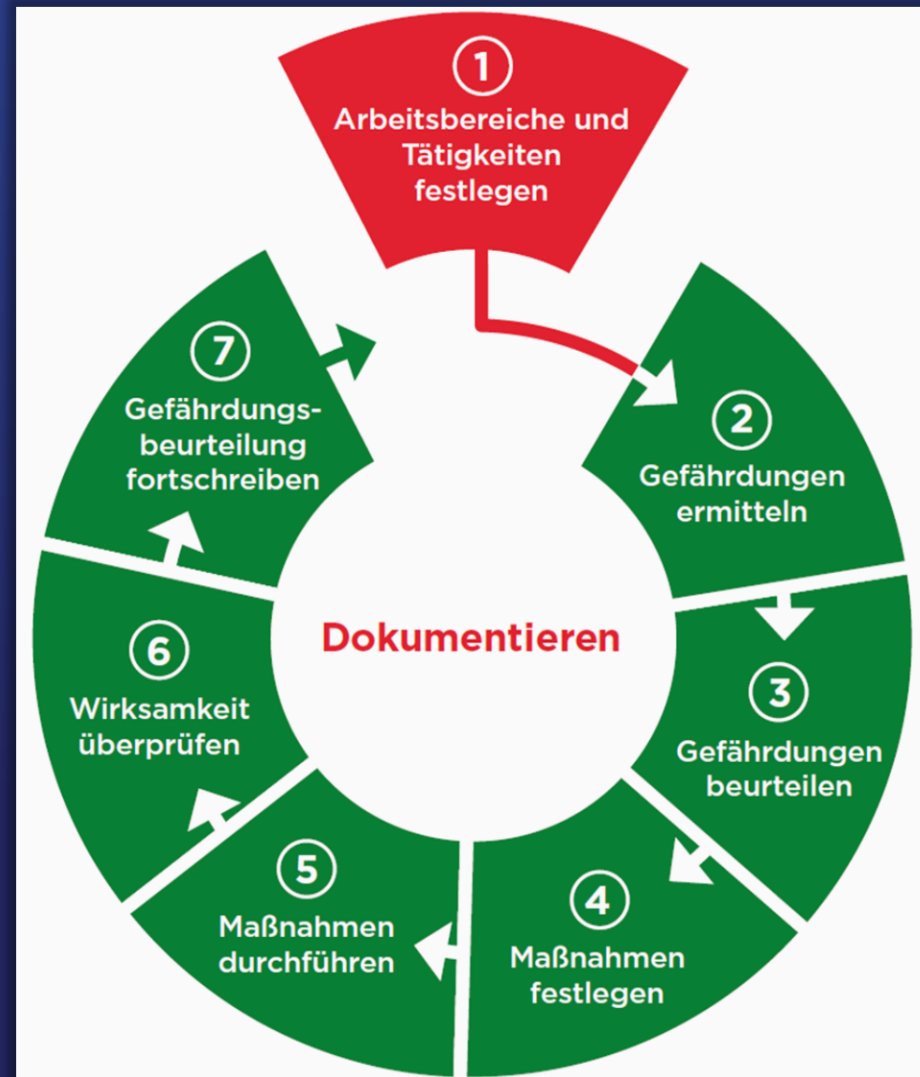 1
Arbeitsbereiche und
Tätigkeiten
festlegen
2
Gefährdungen
ermitteln
3
Gefährdungen
beurteilen
4
Maßnahmen
festlegen
5
Maßnahmen
durchführen
6
Wirksamkeit
überprüfen
7
Gefährdungs-
beurteilung
fortschreiben
Dokumentieren